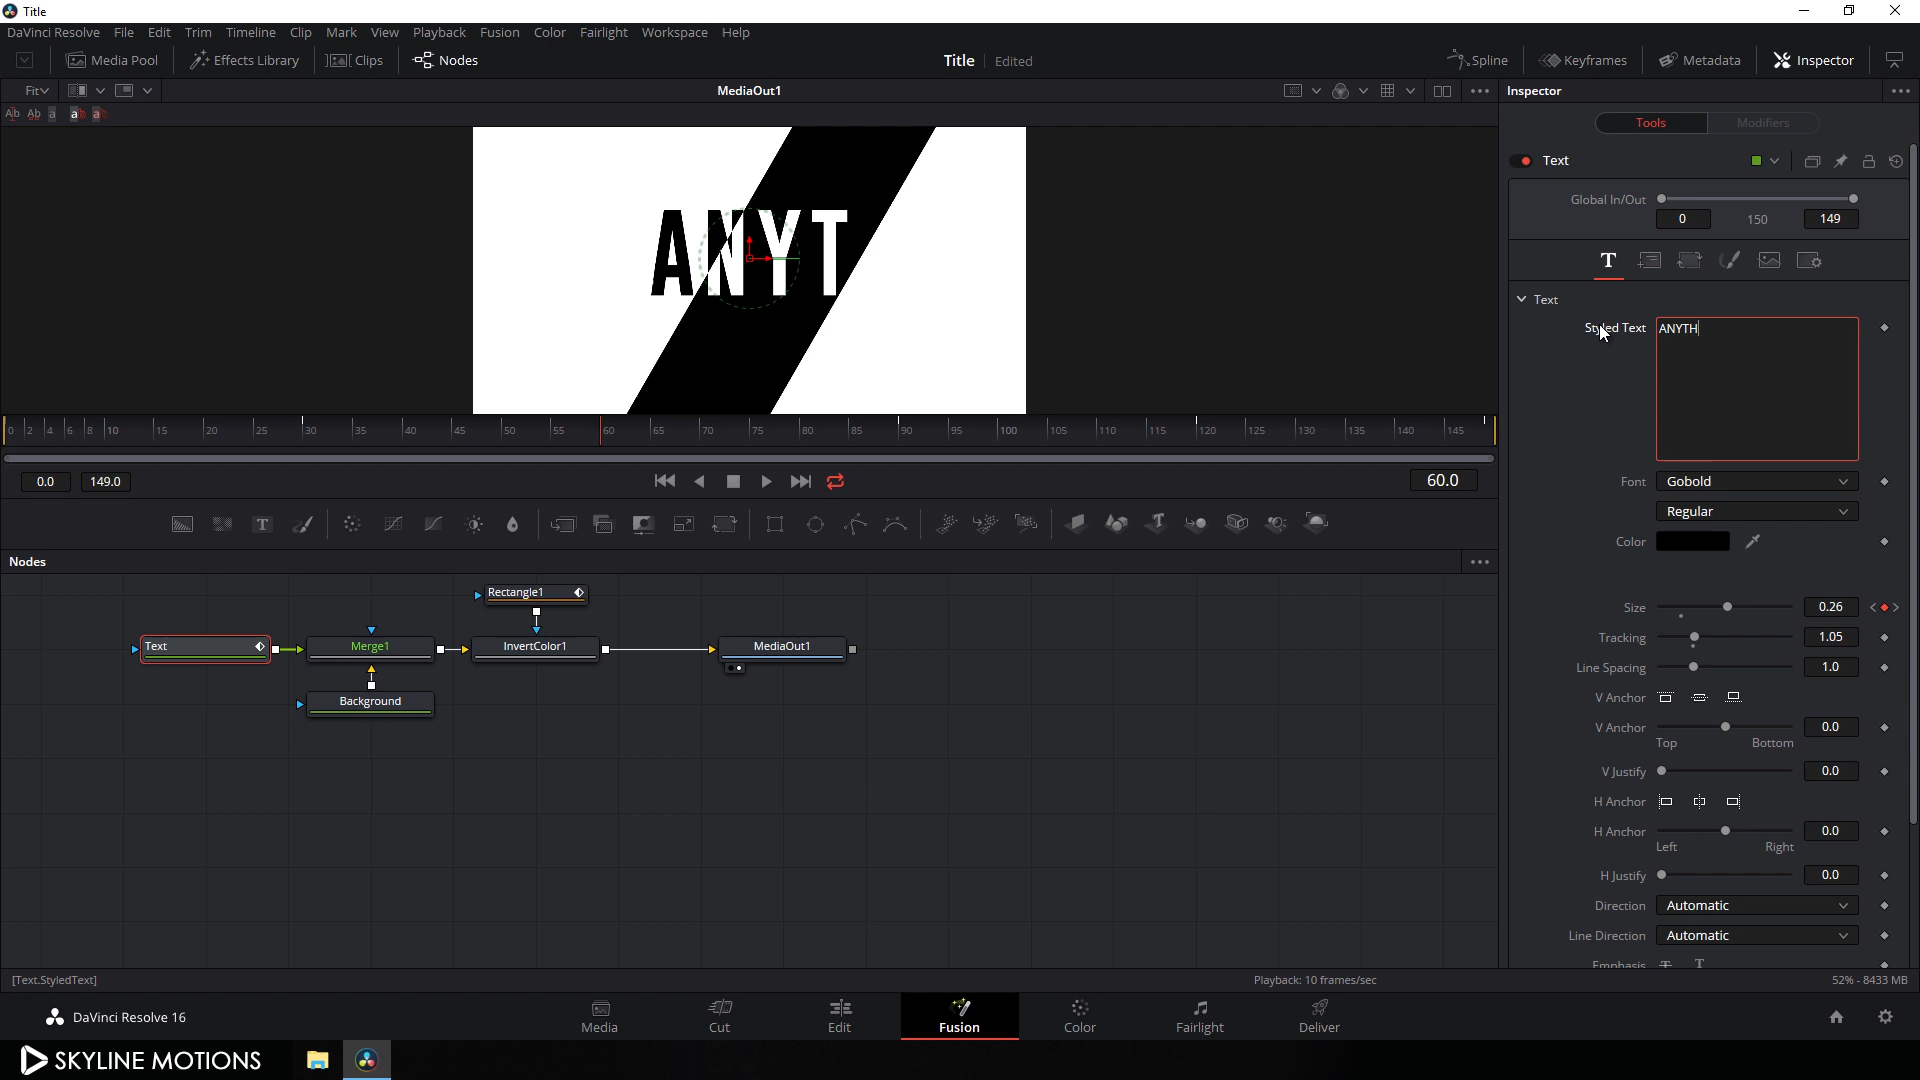 Title
DaVinci Resolve File Edit Trim Timeline Clip Mark View Playback Fusion Color Fairlight Workspace Help
Media Pool Effects Library Clips Nodes Title Edited Spline Keyframes Metadata Inspector
Fit MediaOut1 Inspector
Ab Ab a ab a
Tools Modifiers
Text
Global In/Out
0 150 149
ANYT
Text
Styled Text ANYTH
0 2 4 6 8 10 15 20 25 30 35 40 45 50 55 60 65 70 75 80 85 90 95 100 105 110 115 120 125 130 135 140 145
0.0 149.0 60.0
Font Gobold
Regular
Color
Nodes
Rectangle1
Text Merge1 InvertColor1 MediaOut1
Background
Size 0.26
Tracking 1.05
Line Spacing 1.0
V Anchor
V Anchor 0.0
Top Bottom
V Justify 0.0
H Anchor
H Anchor 0.0
Left Right
H Justify 0.0
Direction Automatic
Line Direction Automatic
Emphasis T T
[Text.StyledText] Playback: 10 frames/sec 52% - 8433 MB
DaVinci Resolve 16 Media Cut Edit Fusion Color Fairlight Deliver
SKYLINE MOTIONS